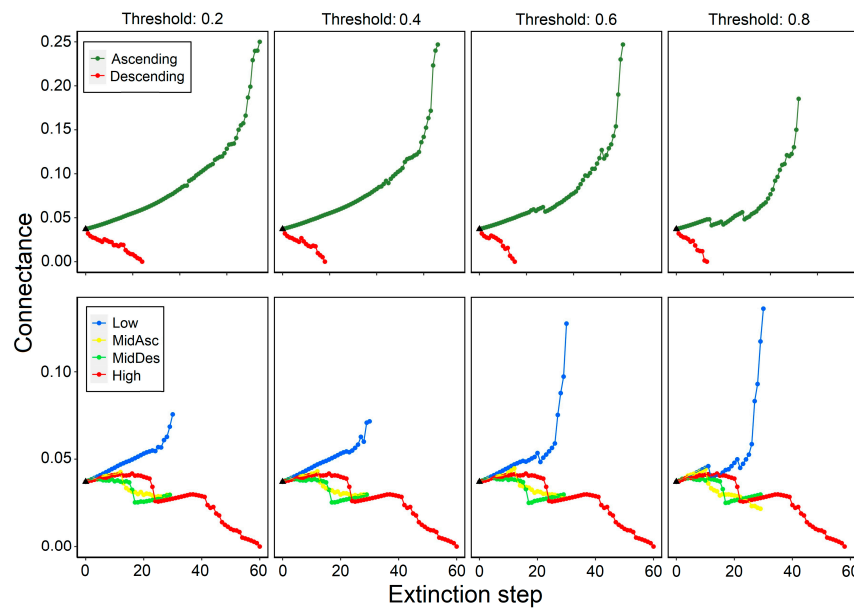 Threshold: 0.2 Threshold: 0.4 Threshold: 0.6 Threshold: 0.8
0.25
0.20
0.15
0.10
0.05
0.00
Ascending
Descending
Connectance
0.10
0.05
0.00
Low
MidAsc
MidDes
High
0 20 40 60 0 20 40 60 0 20 40 60 0 20 40 60
Extinction step